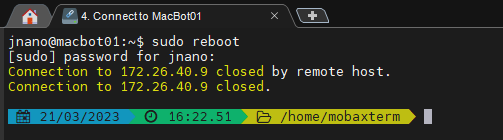 4. Connect to MacBot01
jnano@macbot01:~$ sudo reboot
[sudo] password for jnano:
Connection to 172.26.40.9 closed by remote host.
Connection to 172.26.40.9 closed.
21/03/2023 16:22.51 /home/mobaxterm